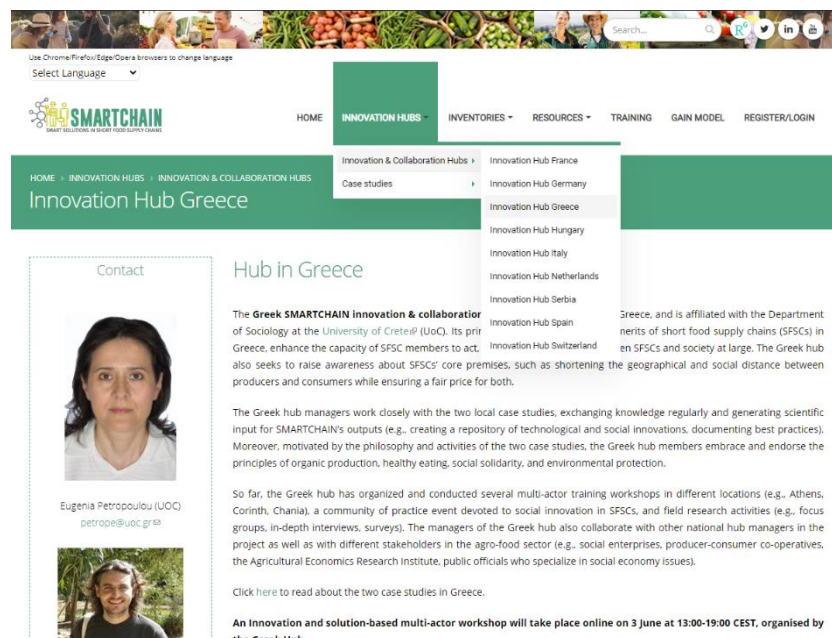 Search...
Use Chrome/Firefox/Edge/Opera browsers to change language
Select Language
SMARTCHAIN
SMART SOLUTIONS IN SHORT FOOD SUPPLY CHAINS
HOME INNOVATION HUBS INVENTORIES RESOURCES TRAINING GAIN MODEL REGISTER/LOGIN
Innovation & Collaboration Hubs
Case studies
Innovation Hub France
Innovation Hub Germany
Innovation Hub Greece
Innovation Hub Hungary
Innovation Hub Italy
Innovation Hub Netherlands
Innovation Hub Serbia
Innovation Hub Spain
Innovation Hub Switzerland
HOME > INNOVATION HUBS > INNOVATION & COLLABORATION HUBS
Innovation Hub Greece
Contact
Eugenia Petropoulou (UOC)
petrope@uoc.gr
Hub in Greece
The Greek SMARTCHAIN innovation & collaboration Greece, and is affiliated with the Department
of Sociology at the University of Crete (UoC). Its merits of short food supply chains (SFSCs) in
Greece, enhance the capacity of SFSC members to act, SFSCs and society at large. The Greek hub
also seeks to raise awareness about SFSCs' core premises, such as shortening the geographical and social distance between
producers and consumers while ensuring a fair price for both.
The Greek hub managers work closely with the two local case studies, exchanging knowledge regularly and generating scientific
input for SMARTCHAIN's outputs (e.g., creating a repository of technological and social innovations, documenting best practices).
Moreover, motivated by the philosophy and activities of the two case studies, the Greek hub members embrace and endorse the
principles of organic production, healthy eating, social solidarity, and environmental protection.
So far, the Greek hub has organized and conducted several multi-actor training workshops in different locations (e.g., Athens,
Corinth, Chania), a community of practice event devoted to social innovation in SFSCs, and field research activities (e.g., focus
groups, in-depth interviews, surveys). The managers of the Greek hub also collaborate with other national hub managers in the
project as well as with different stakeholders in the agro-food sector (e.g., social enterprises, producer-consumer co-operatives,
the Agricultural Economics Research Institute, public officials who specialize in social economy issues).
Click here to read about the two case studies in Greece.
An Innovation and solution-based multi-actor workshop will take place online on 3 June at 13:00-19:00 CEST, organised by
the Greek Hub